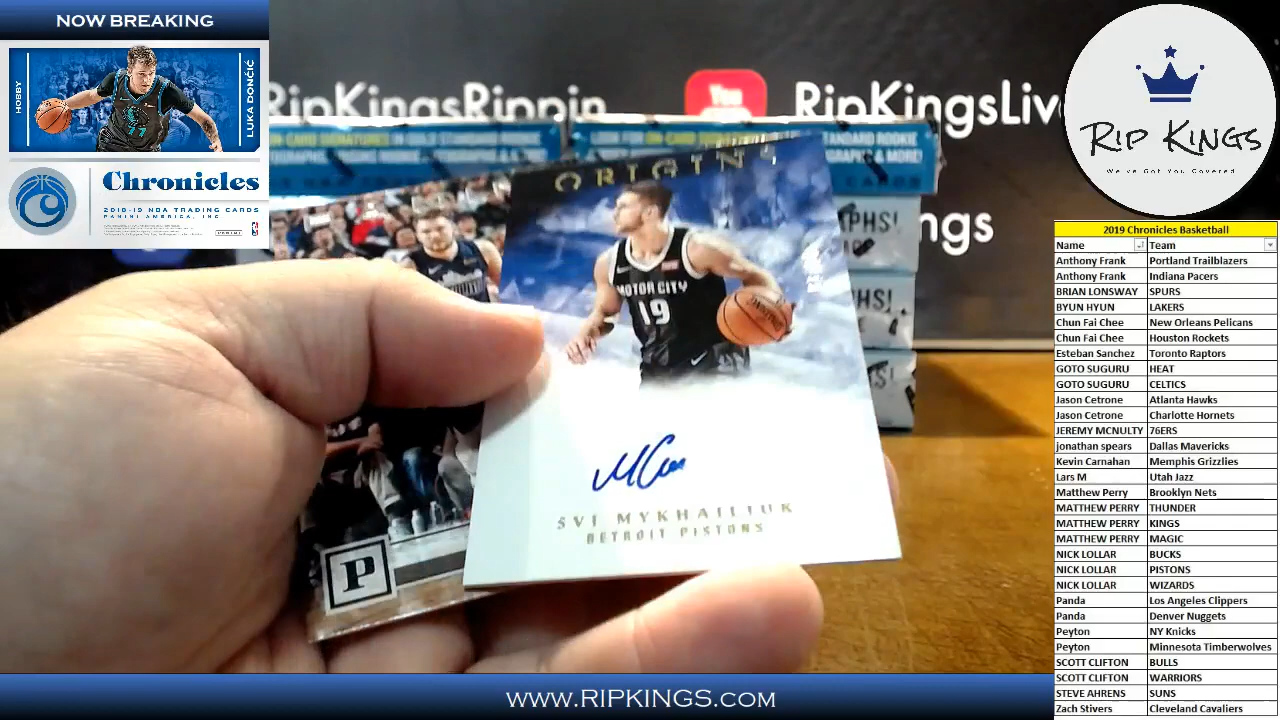 NOW BREAKING
HOBBY
LUKA DONČIĆ
77
Chronicles
2018-19 NBA TRADING CARDS
PANINI AMERICA, INC.
PANINI
RipKingsRippin
You
RipKingsLive
ngs
ORIGINS
MOTOR CITY
19
SVI MYKHAILIUK
DETROIT PISTONS
P
RIP KINGS
We've Got You Covered
2019 Chronicles Basketball
Name Team
Anthony Frank Portland Trailblazers
Anthony Frank Indiana Pacers
BRIAN LONSWAY SPURS
BYUN HYUN LAKERS
Chun Fai Chee New Orleans Pelicans
Chun Fai Chee Houston Rockets
Esteban Sanchez Toronto Raptors
GOTO SUGURU HEAT
GOTO SUGURU CELTICS
Jason Cetrone Atlanta Hawks
Jason Cetrone Charlotte Hornets
JEREMY MCNULTY 76ERS
jonathan spears Dallas Mavericks
Kevin Carnahan Memphis Grizzlies
Lars M Utah Jazz
Matthew Perry Brooklyn Nets
MATTHEW PERRY THUNDER
MATTHEW PERRY KINGS
MATTHEW PERRY MAGIC
NICK LOLLAR BUCKS
NICK LOLLAR PISTONS
NICK LOLLAR WIZARDS
Panda Los Angeles Clippers
Panda Denver Nuggets
Peyton NY Knicks
Peyton Minnesota Timberwolves
SCOTT CLIFTON BULLS
SCOTT CLIFTON WARRIORS
STEVE AHRENS SUNS
Zach Stivers Cleveland Cavaliers
WWW.RIPKINGS.COM